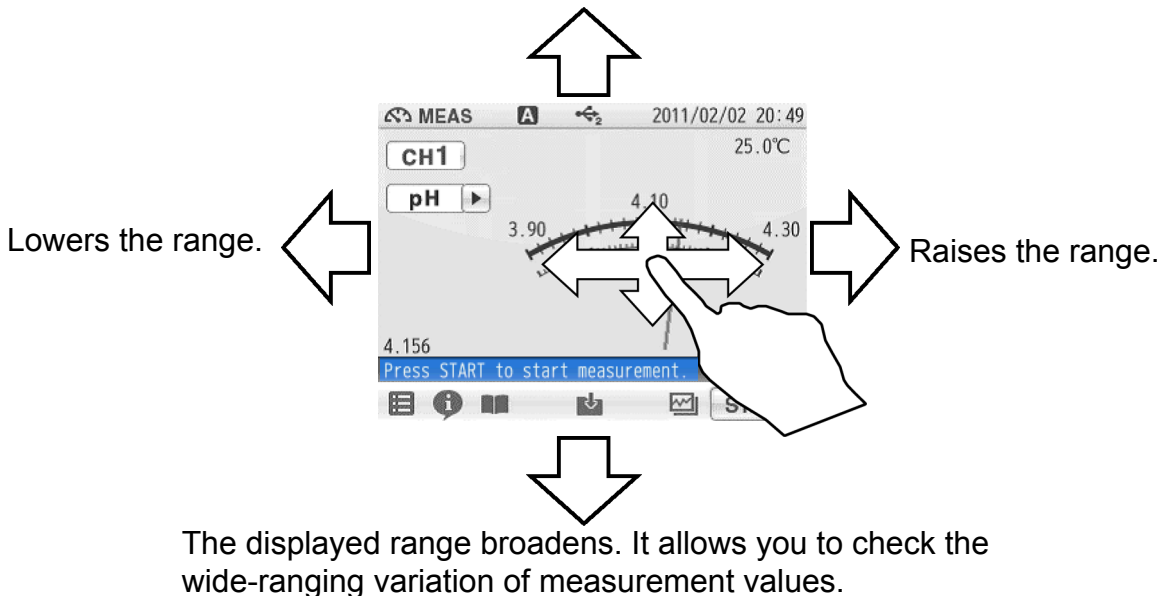 MEAS A 2 2011/02/02 20:49
CH1 25.0℃
pH
4.10
3.90 4.30
Lowers the range.
Raises the range.
4.156
Press START to start measurement.
The displayed range broadens. It allows you to check the
wide-ranging variation of measurement values.